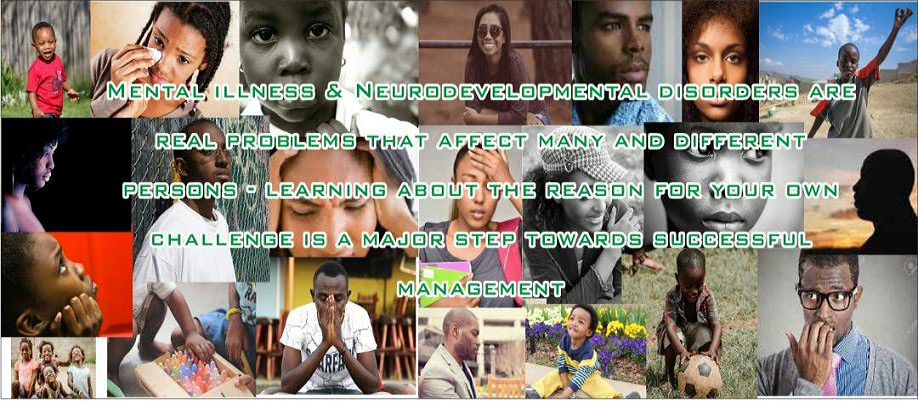 Mental illness & Neurodevelopmental disorders are
real problems that affect many and different
persons - learning about the reason for your own
challenge is a major step towards successful
management